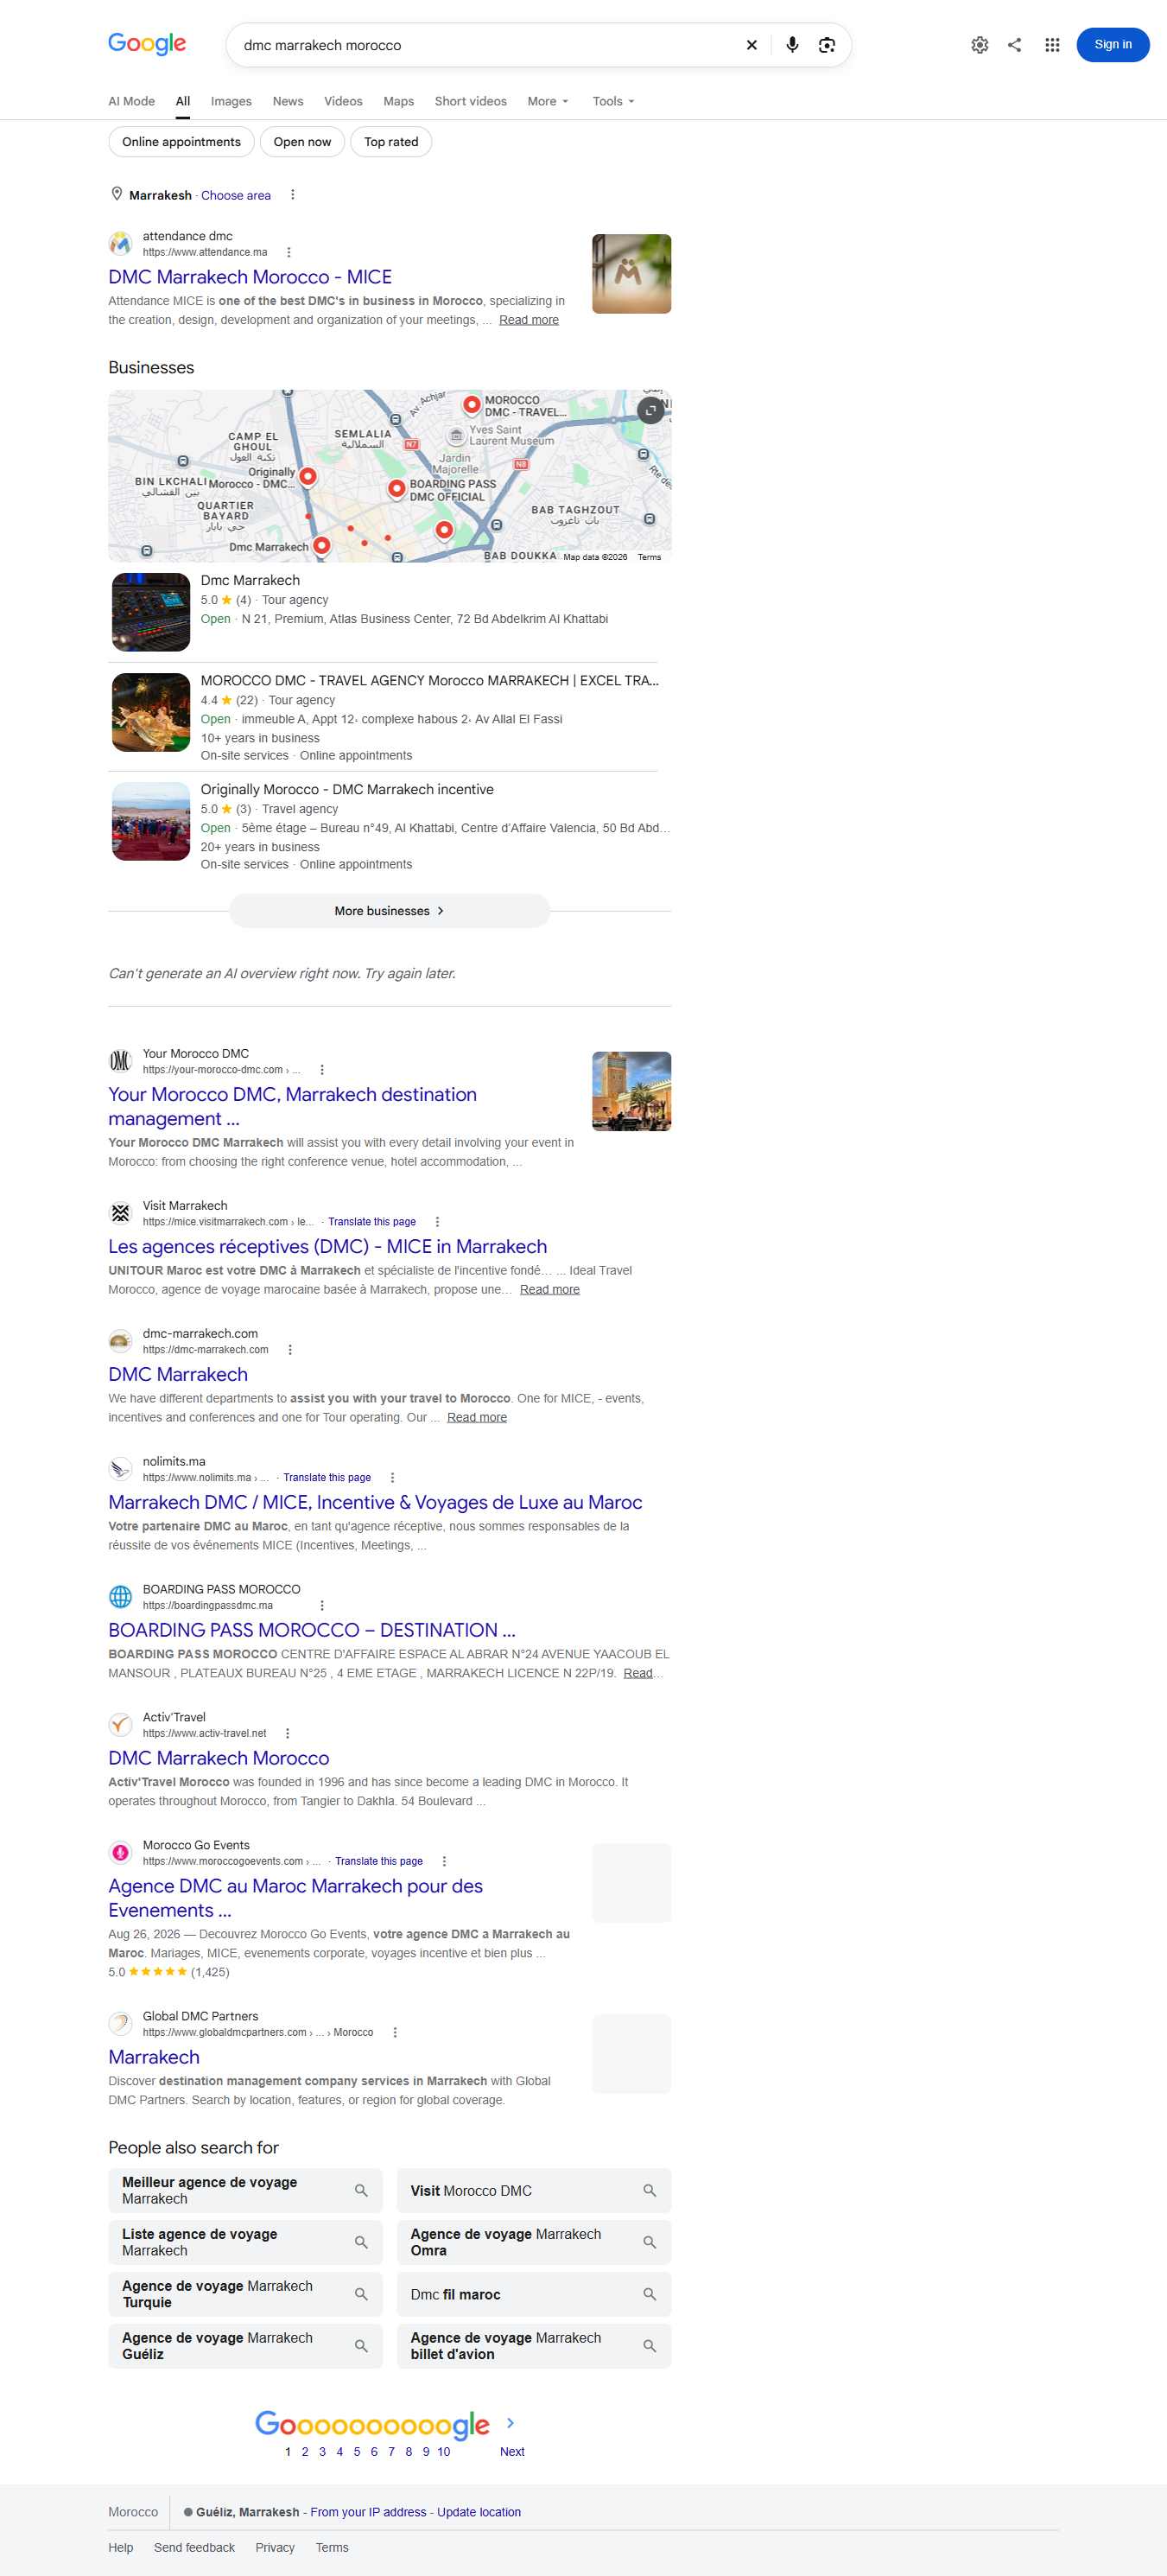 Google
dmc marrakech morocco
Sign in
AI Mode
All
Images
News
Videos
Maps
Short videos
More
Tools
Online appointments
Open now
Top rated
Marrakesh · Choose area
attendance dmc
https://www.attendance.ma
DMC Marrakech Morocco - MICE
Attendance MICE is one of the best DMC's in business in Morocco, specializing in
the creation, design, development and organization of your meetings, ... Read more
Businesses
Av. Achjar
MOROCCO
DMC - TRAVEL...
Yves Saint
Laurent Museum
SEMLALIA
السملالية
N7
CAMP EL
GHOUL
Jardin
Majorelle
N8
Originally
Morocco - DMC...
BIN LKCHALI
بين القشالي
BOARDING PASS
DMC OFFICIAL
QUARTIER
BAYARD
حي بايار
BAB TAGHZOUT
باب تاغزوت
Dmc Marrakech
BAB DOUKKA
Map data ©2026
Terms
Dmc Marrakech
5.0 (4) · Tour agency
Open · N 21, Premium, Atlas Business Center, 72 Bd Abdelkrim Al Khattabi
MOROCCO DMC - TRAVEL AGENCY Morocco MARRAKECH | EXCEL TRA...
4.4 (22) · Tour agency
Open · immeuble A, Appt 12، complexe habous 2، Av Allal El Fassi
10+ years in business
On-site services · Online appointments
Originally Morocco - DMC Marrakech incentive
5.0 (3) · Travel agency
Open · 5ème étage – Bureau n°49, Al Khattabi, Centre d'Affaire Valencia, 50 Bd Abd...
20+ years in business
On-site services · Online appointments
More businesses
Can't generate an AI overview right now. Try again later.
Your Morocco DMC
https://your-morocco-dmc.com › ...
Your Morocco DMC, Marrakech destination
management ...
Your Morocco DMC Marrakech will assist you with every detail involving your event in
Morocco: from choosing the right conference venue, hotel accommodation, ...
Visit Marrakech
https://mice.visitmarrakech.com › le... · Translate this page
Les agences réceptives (DMC) - MICE in Marrakech
UNITOUR Maroc est votre DMC à Marrakech et spécialiste de l'incentive fondé... ... Ideal Travel
Morocco, agence de voyage marocaine basée à Marrakech, propose une... Read more
dmc-marrakech.com
https://dmc-marrakech.com
DMC Marrakech
We have different departments to assist you with your travel to Morocco. One for MICE, - events,
incentives and conferences and one for Tour operating. Our ... Read more
nolimits.ma
https://www.nolimits.ma › ... · Translate this page
Marrakech DMC / MICE, Incentive & Voyages de Luxe au Maroc
Votre partenaire DMC au Maroc, en tant qu'agence réceptive, nous sommes responsables de la
réussite de vos événements MICE (Incentives, Meetings, ...
BOARDING PASS MOROCCO
https://boardingpassdmc.ma
BOARDING PASS MOROCCO – DESTINATION ...
BOARDING PASS MOROCCO CENTRE D'AFFAIRE ESPACE AL ABRAR N°24 AVENUE YAACOUB EL
MANSOUR , PLATEAUX BUREAU N°25 , 4 EME ETAGE , MARRAKECH LICENCE N 22P/19. Read...
Activ'Travel
https://www.activ-travel.net
DMC Marrakech Morocco
Activ'Travel Morocco was founded in 1996 and has since become a leading DMC in Morocco. It
operates throughout Morocco, from Tangier to Dakhla. 54 Boulevard ...
Morocco Go Events
https://www.moroccogoevents.com › ... · Translate this page
Agence DMC au Maroc Marrakech pour des
Evenements ...
Aug 26, 2026 — Decouvrez Morocco Go Events, votre agence DMC a Marrakech au
Maroc. Mariages, MICE, evenements corporate, voyages incentive et bien plus ...
5.0 (1,425)
Global DMC Partners
https://www.globaldmcpartners.com › ... › Morocco
Marrakech
Discover destination management company services in Marrakech with Global
DMC Partners. Search by location, features, or region for global coverage.
People also search for
Meilleur agence de voyage
Marrakech
Visit Morocco DMC
Liste agence de voyage
Marrakech
Agence de voyage Marrakech
Omra
Agence de voyage Marrakech
Turquie
Dmc fil maroc
Agence de voyage Marrakech
Guéliz
Agence de voyage Marrakech
billet d'avion
Goooooooooogle
1 2 3 4 5 6 7 8 9 10 Next
Morocco
Guéliz, Marrakesh - From your IP address - Update location
Help
Send feedback
Privacy
Terms